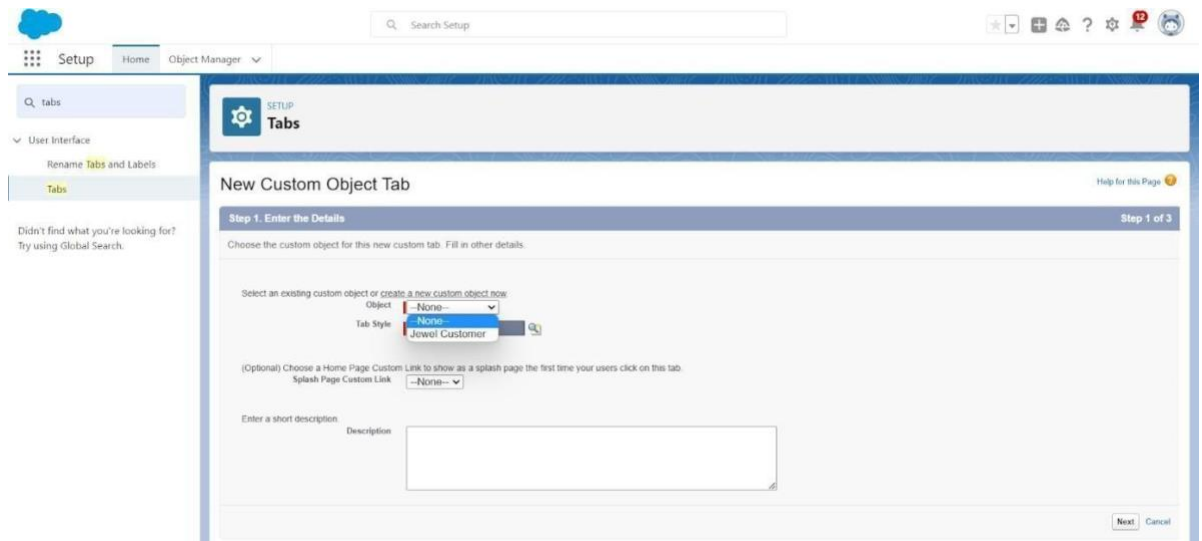 Search Setup
12
Setup
Home
Object Manager
tabs
User Interface
Rename Tabs and Labels
Tabs
Didn't find what you're looking for?
Try using Global Search.
SETUP
Tabs
New Custom Object Tab
Help for this Page
Step 1. Enter the Details
Step 1 of 3
Choose the custom object for this new custom tab. Fill in other details.
Select an existing custom object or create a new custom object now
Object
--None--
--None--
Jewel Customer
Tab Style
(Optional) Choose a Home Page Custom Link to show as a splash page the first time your users click on this tab.
Splash Page Custom Link
--None--
Enter a short description.
Description
Next
Cancel